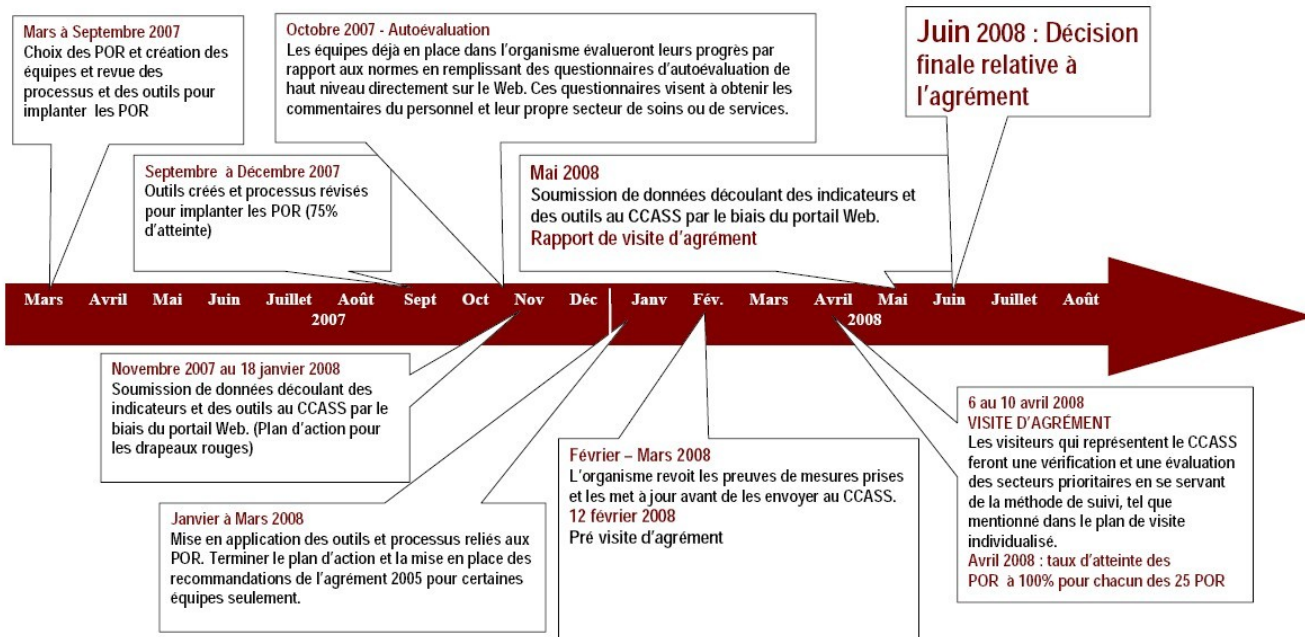 Mars à Septembre 2007
Choix des POR et création des
équipes et revue des
processus et des outils pour
implanter les POR
Octobre 2007 - Autoévaluation
Les équipes déjà en place dans l'organisme évalueront leurs progrès par
rapport aux normes en remplissant des questionnaires d'autoévaluation de
haut niveau directement sur le Web. Ces questionnaires visent à obtenir les
commentaires du personnel et leur propre secteur de soins ou de services.
Juin 2008 : Décision
finale relative à
l'agrément
Septembre à Décembre 2007
Outils créés et processus révisés
pour implanter les POR (75%
d'atteinte)
Mai 2008
Soumission de données découlant des indicateurs et
des outils au CCASS par le biais du portail Web.
Rapport de visite d'agrément
Mars Avril Mai Juin Juillet Août Sept Oct Nov Déc Janv Fév. Mars Avril Mai Juin Juillet Août
2007 2008
Novembre 2007 au 18 janvier 2008
Soumission de données découlant des
indicateurs et des outils au CCASS par le
biais du portail Web. (Plan d'action pour
les drapeaux rouges)
Janvier à Mars 2008
Mise en application des outils et processus reliés aux
POR. Terminer le plan d'action et la mise en place des
recommandations de l'agrément 2005 pour certaines
équipes seulement.
Février – Mars 2008
L'organisme revoit les preuves de mesures prises
et les met à jour avant de les envoyer au CCASS.
12 février 2008
Pré visite d'agrément
6 au 10 avril 2008
VISITE D'AGRÉMENT
Les visiteurs qui représentent le CCASS
feront une vérification et une évaluation
des secteurs prioritaires en se servant
de la méthode de suivi, tel que
mentionné dans le plan de visite
individualisé.
Avril 2008 : taux d'atteinte des
POR à 100% pour chacun des 25 POR